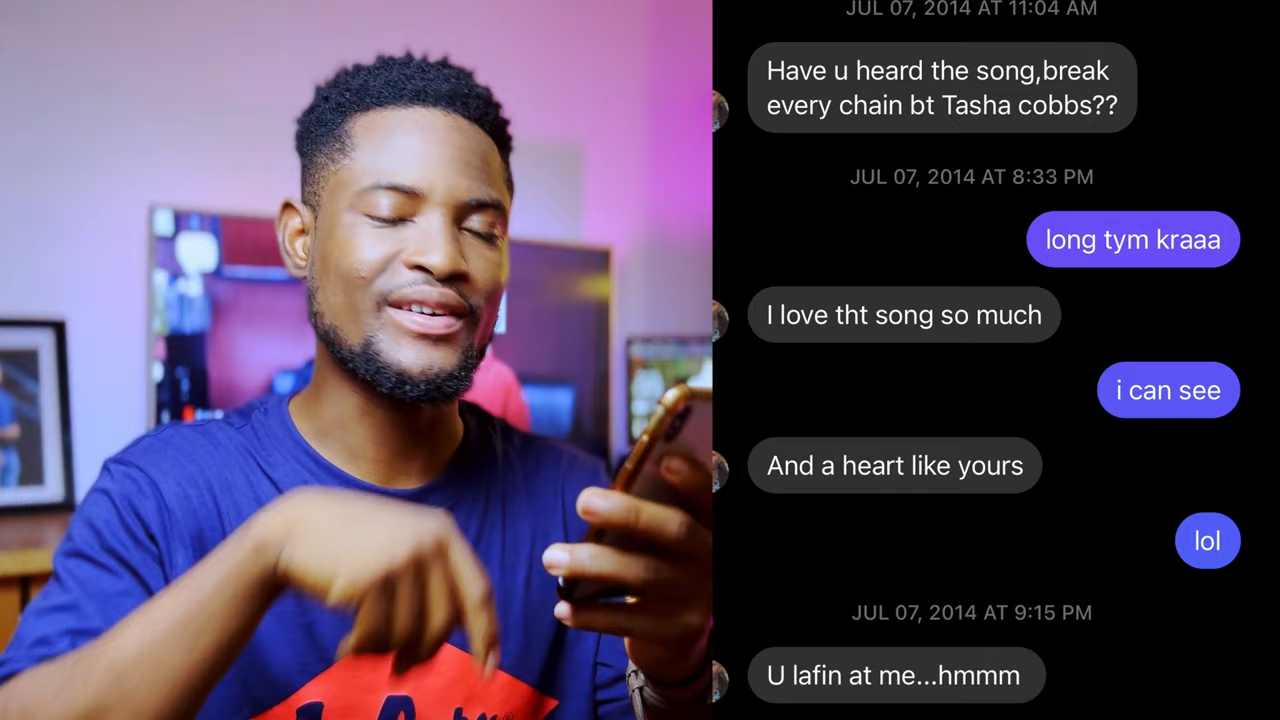 JUL 07, 2014 AT 11:04 AM
Have u heard the song,break
every chain bt Tasha cobbs??
JUL 07, 2014 AT 8:33 PM
long tym kraaa
I love tht song so much
i can see
And a heart like yours
lol
JUL 07, 2014 AT 9:15 PM
U lafin at me...hmmm